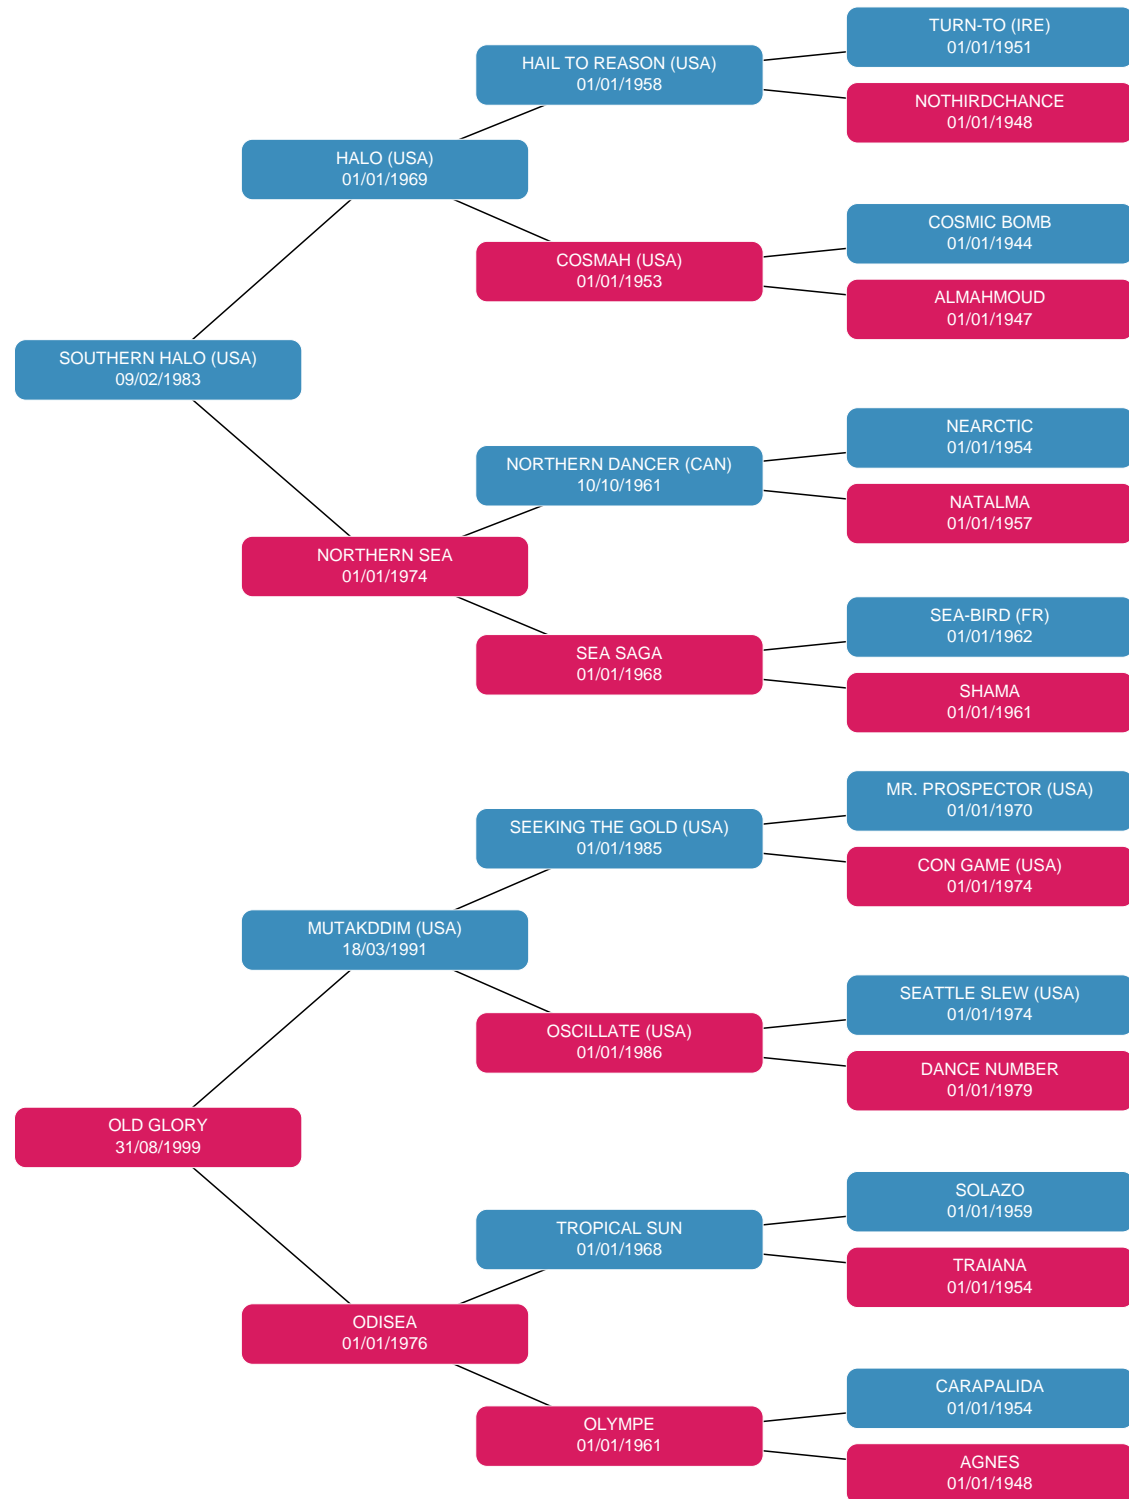 TURN-TO (IRE)
01/01/1951
HAIL TO REASON (USA)
01/01/1958
NOTHIRDCHANCE
01/01/1948
HALO (USA)
01/01/1969
COSMIC BOMB
01/01/1944
COSMAH (USA)
01/01/1953
ALMAHMOUD
01/01/1947
SOUTHERN HALO (USA)
09/02/1983
NEARCTIC
01/01/1954
NORTHERN DANCER (CAN)
10/10/1961
NATALMA
01/01/1957
NORTHERN SEA
01/01/1974
SEA-BIRD (FR)
01/01/1962
SEA SAGA
01/01/1968
SHAMA
01/01/1961
MR. PROSPECTOR (USA)
01/01/1970
SEEKING THE GOLD (USA)
01/01/1985
CON GAME (USA)
01/01/1974
MUTAKDDIM (USA)
18/03/1991
SEATTLE SLEW (USA)
01/01/1974
OSCILLATE (USA)
01/01/1986
DANCE NUMBER
01/01/1979
OLD GLORY
31/08/1999
SOLAZO
01/01/1959
TROPICAL SUN
01/01/1968
TRAIANA
01/01/1954
ODISEA
01/01/1976
CARAPALIDA
01/01/1954
OLYMPE
01/01/1961
AGNES
01/01/1948